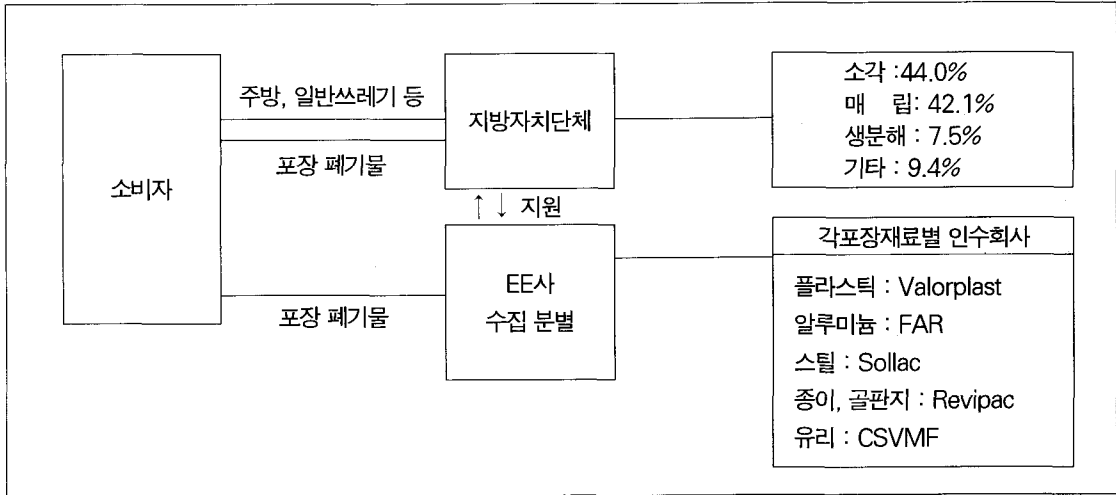 소비자
주방, 일반쓰레기 등
포장 폐기물
지방자치단체
소각 :44.0%
매 립: 42.1%
생분해 : 7.5%
기타 : 9.4%
↑ ↓ 지원
포장 폐기물
EE사
수집 분별
각포장재료별 인수회사
플라스틱 : Valorplast
알루미늄 : FAR
스틸 : Sollac
종이, 골판지 : Revipac
유리 : CSVMF